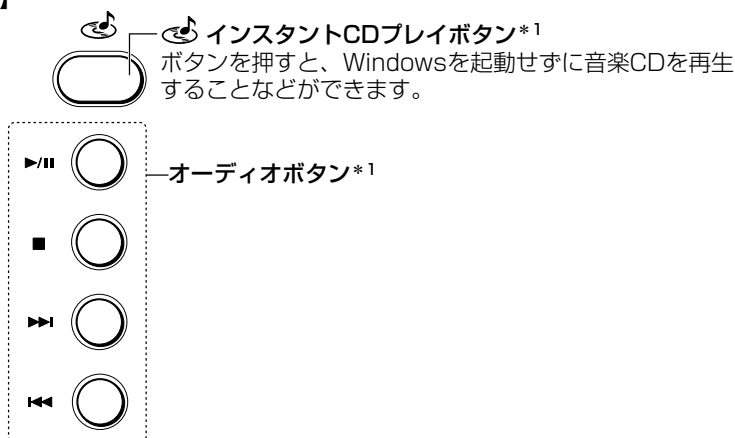 インスタントCDプレイボタン*1
ボタンを押すと、Windowsを起動せずに音楽CDを再生
することなどができます。
オーディオボタン*1